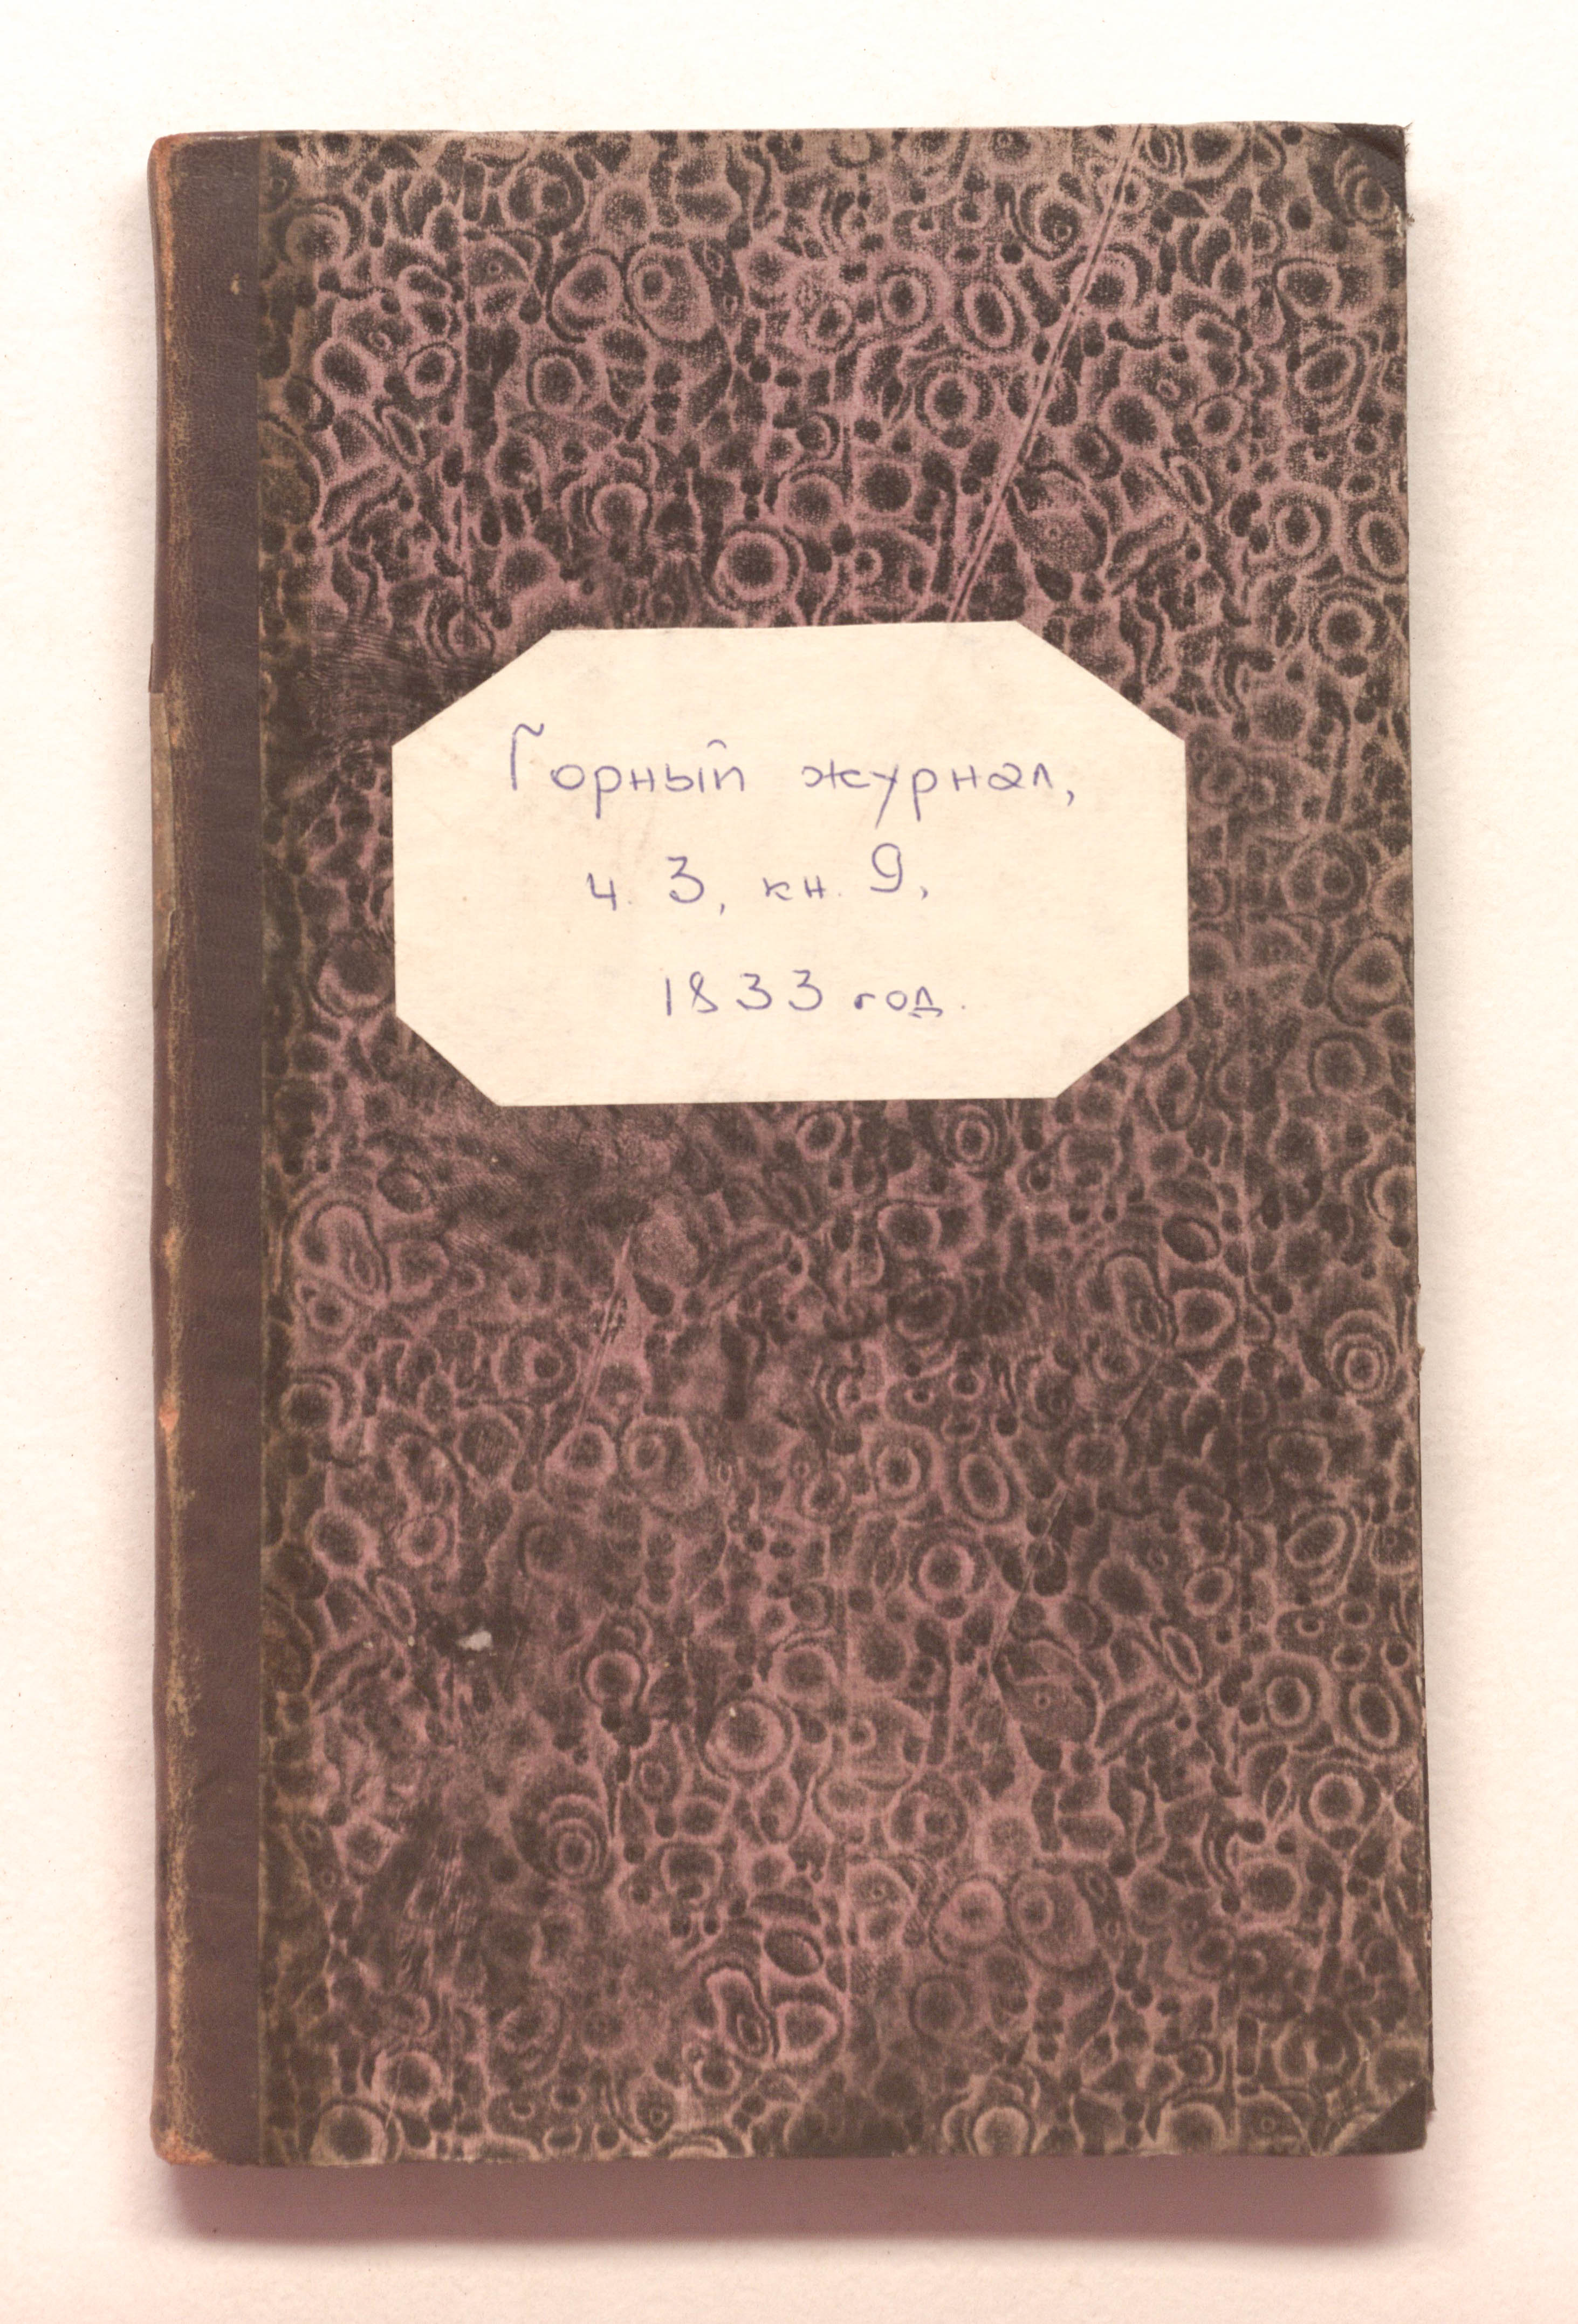 Горный журнал,
ч. 3, кн. 9,
1833 год.